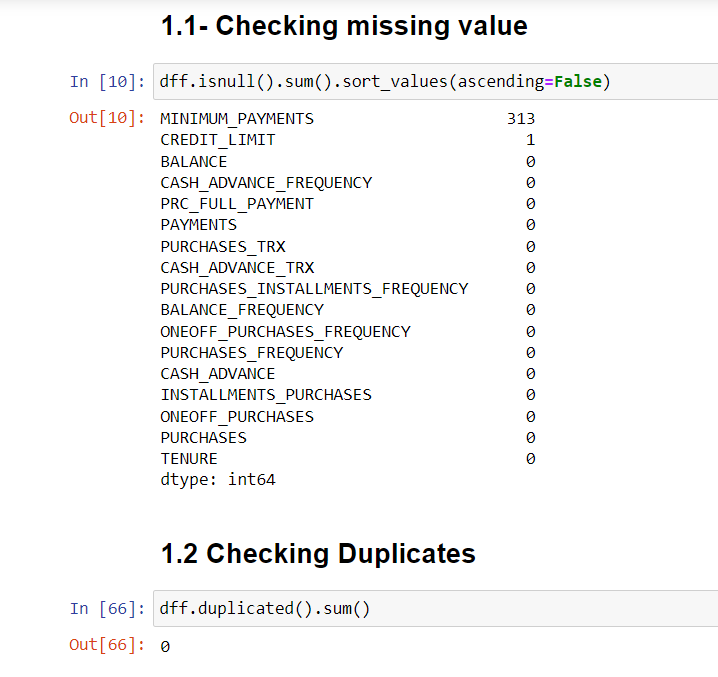 1.1- Checking missing value
In [10]: dff.isnull().sum().sort_values(ascending=False)
Out[10]: MINIMUM_PAYMENTS 313
CREDIT_LIMIT 1
BALANCE 0
CASH_ADVANCE_FREQUENCY 0
PRC_FULL_PAYMENT 0
PAYMENTS 0
PURCHASES_TRX 0
CASH_ADVANCE_TRX 0
PURCHASES_INSTALLMENTS_FREQUENCY 0
BALANCE_FREQUENCY 0
ONEOFF_PURCHASES_FREQUENCY 0
PURCHASES_FREQUENCY 0
CASH_ADVANCE 0
INSTALLMENTS_PURCHASES 0
ONEOFF_PURCHASES 0
PURCHASES 0
TENURE 0
dtype: int64
1.2 Checking Duplicates
In [66]: dff.duplicated().sum()
Out[66]: 0